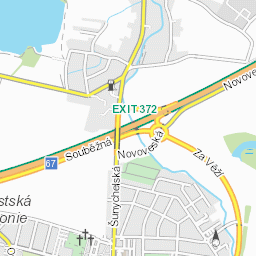 EXIT 372
Novove
67
Souběžná
Novoveská
Za Věží
Šunychelská
stská
onie